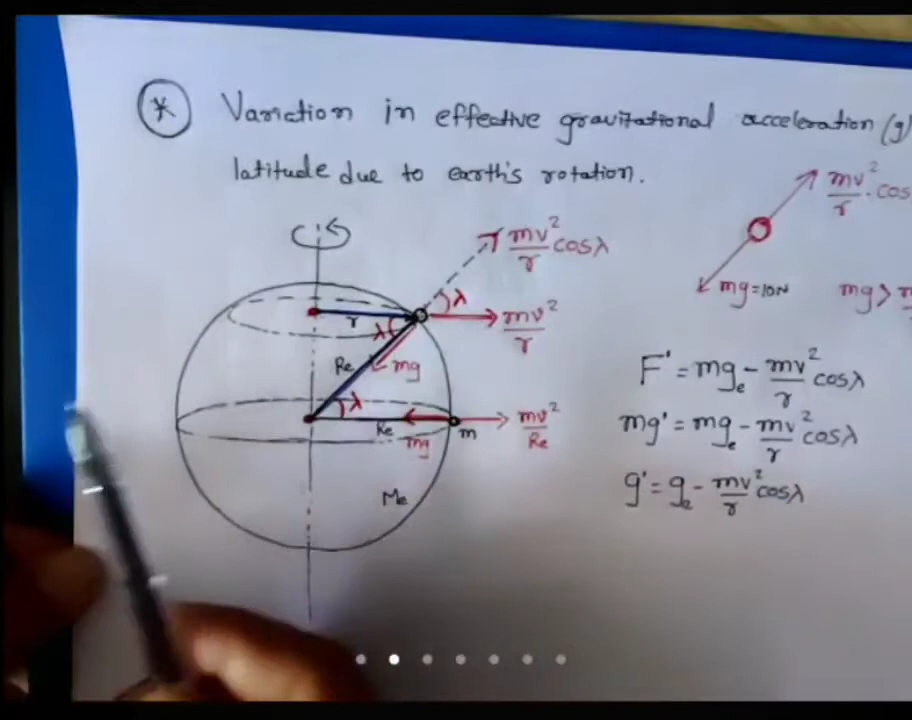 * Variation in effective gravitational acceleration (g)
latitude due to earth's rotation.
mv²/r cosλ
λ
mv²/r
r
λ
Re
mg
λ
Re
mg
m
mv²/Re
Me
mv²/r · cos
mg=10N
mg>
F' = mgₑ - mv²/r cosλ
mg' = mgₑ - mv²/r cosλ
g' = gₑ - mv²/r cosλ